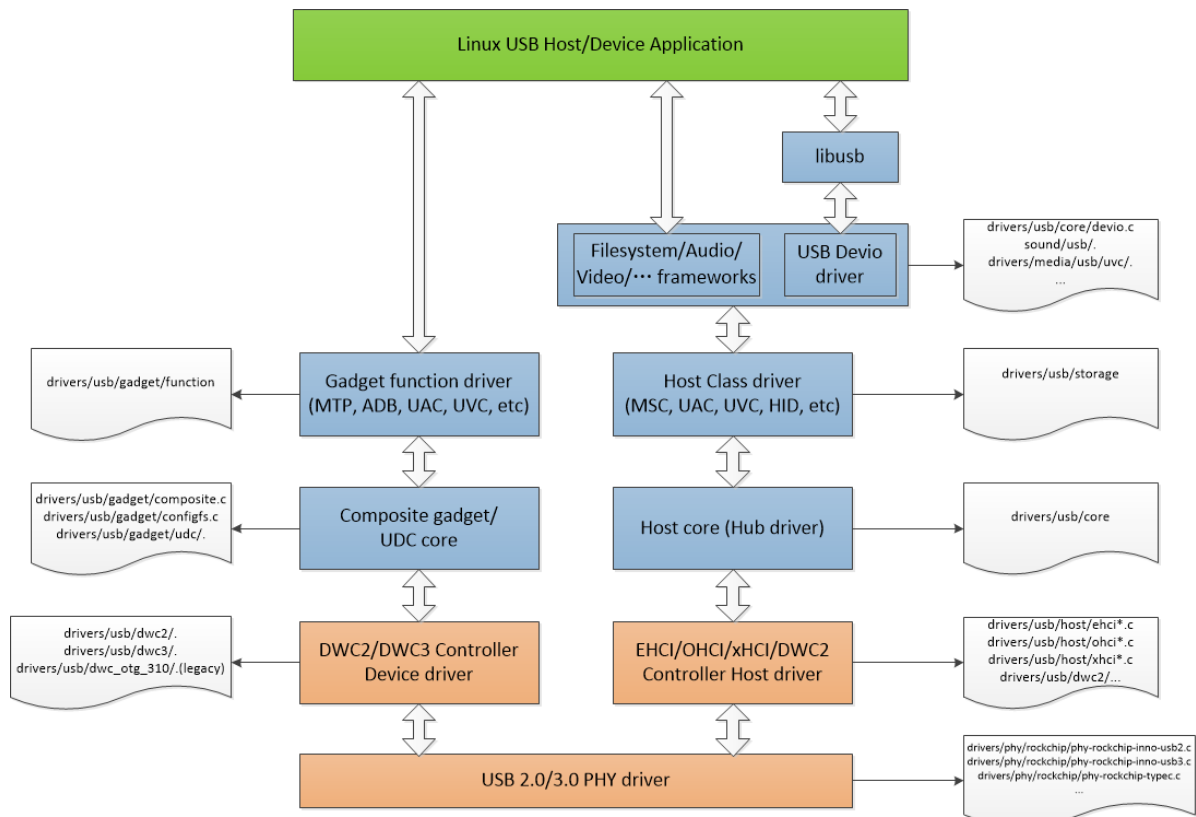 Linux USB Host/Device Application
libusb
Filesystem/Audio/
Video/⋯ frameworks
USB Devio
driver
drivers/usb/core/devio.c
sound/usb/.
drivers/media/usb/uvc/.
...
drivers/usb/gadget/function
Gadget function driver
(MTP, ADB, UAC, UVC, etc)
Host Class driver
(MSC, UAC, UVC, HID, etc)
drivers/usb/storage
drivers/usb/gadget/composite.c
drivers/usb/gadget/configfs.c
drivers/usb/gadget/udc/.
Composite gadget/
UDC core
Host core (Hub driver)
drivers/usb/core
drivers/usb/dwc2/.
drivers/usb/dwc3/.
drivers/usb/dwc_otg_310/.(legacy)
DWC2/DWC3 Controller
Device driver
EHCI/OHCI/xHCI/DWC2
Controller Host driver
drivers/usb/host/ehci*.c
drivers/usb/host/ohci*.c
drivers/usb/host/xhci*.c
drivers/usb/dwc2/...
USB 2.0/3.0 PHY driver
drivers/phy/rockchip/phy-rockchip-inno-usb2.c
drivers/phy/rockchip/phy-rockchip-inno-usb3.c
drivers/phy/rockchip/phy-rockchip-typec.c
...